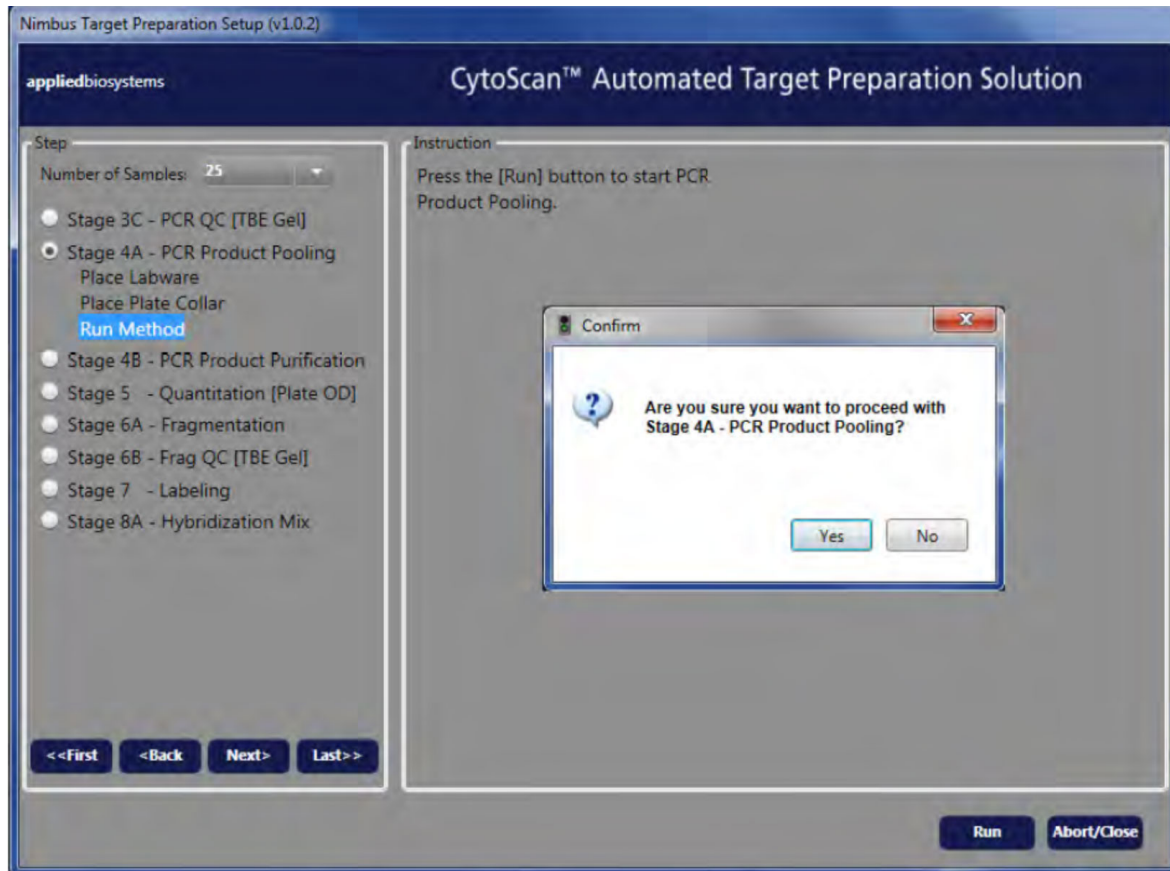 Nimbus Target Preparation Setup (v1.0.2)
appliedbiosystems
CytoScan™ Automated Target Preparation Solution
Step
Number of Samples: 25
Stage 3C - PCR QC [TBE Gel]
Stage 4A - PCR Product Pooling
Place Labware
Place Plate Collar
Run Method
Stage 4B - PCR Product Purification
Stage 5 - Quantitation [Plate OD]
Stage 6A - Fragmentation
Stage 6B - Frag QC [TBE Gel]
Stage 7 - Labeling
Stage 8A - Hybridization Mix
<<First
<Back
Next>
Last>>
Instruction
Press the [Run] button to start PCR
Product Pooling.
Confirm
Are you sure you want to proceed with
Stage 4A - PCR Product Pooling?
Yes
No
Run
Abort/Close